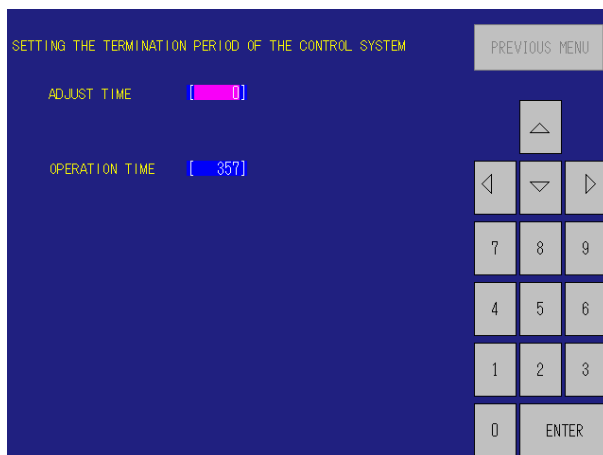 SETTING THE TERMINATION PERIOD OF THE CONTROL SYSTEM
PREVIOUS MENU
ADJUST TIME [ 0]
OPERATION TIME [ 357]
7 8 9
4 5 6
1 2 3
0 ENTER